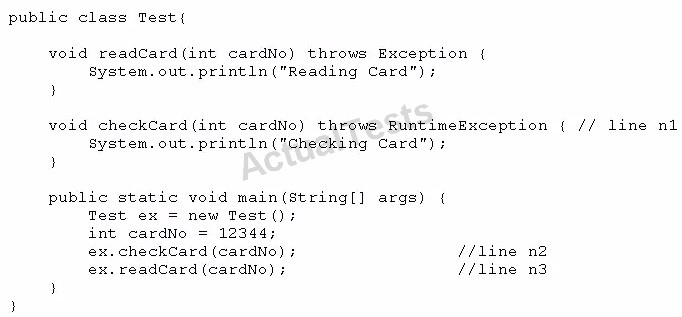 public class Test{
void readCard(int cardNo) throws Exception {
System.out.println("Reading Card");
}
void checkCard(int cardNo) throws RuntimeException { // line n1
System.out.println("Checking Card");
}
public static void main(String[] args) {
Test ex = new Test();
int cardNo = 12344;
ex.checkCard(cardNo); //line n2
ex.readCard(cardNo); //line n3
}
}
ActualTests